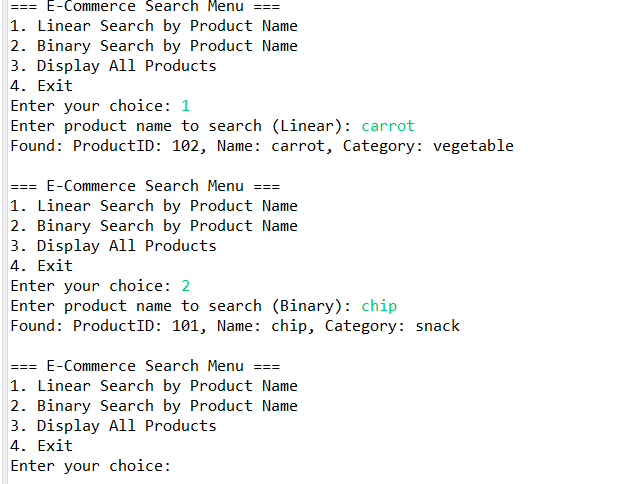 === E-Commerce Search Menu ===
1. Linear Search by Product Name
2. Binary Search by Product Name
3. Display All Products
4. Exit
Enter your choice: 1
Enter product name to search (Linear): carrot
Found: ProductID: 102, Name: carrot, Category: vegetable

=== E-Commerce Search Menu ===
1. Linear Search by Product Name
2. Binary Search by Product Name
3. Display All Products
4. Exit
Enter your choice: 2
Enter product name to search (Binary): chip
Found: ProductID: 101, Name: chip, Category: snack

=== E-Commerce Search Menu ===
1. Linear Search by Product Name
2. Binary Search by Product Name
3. Display All Products
4. Exit
Enter your choice: